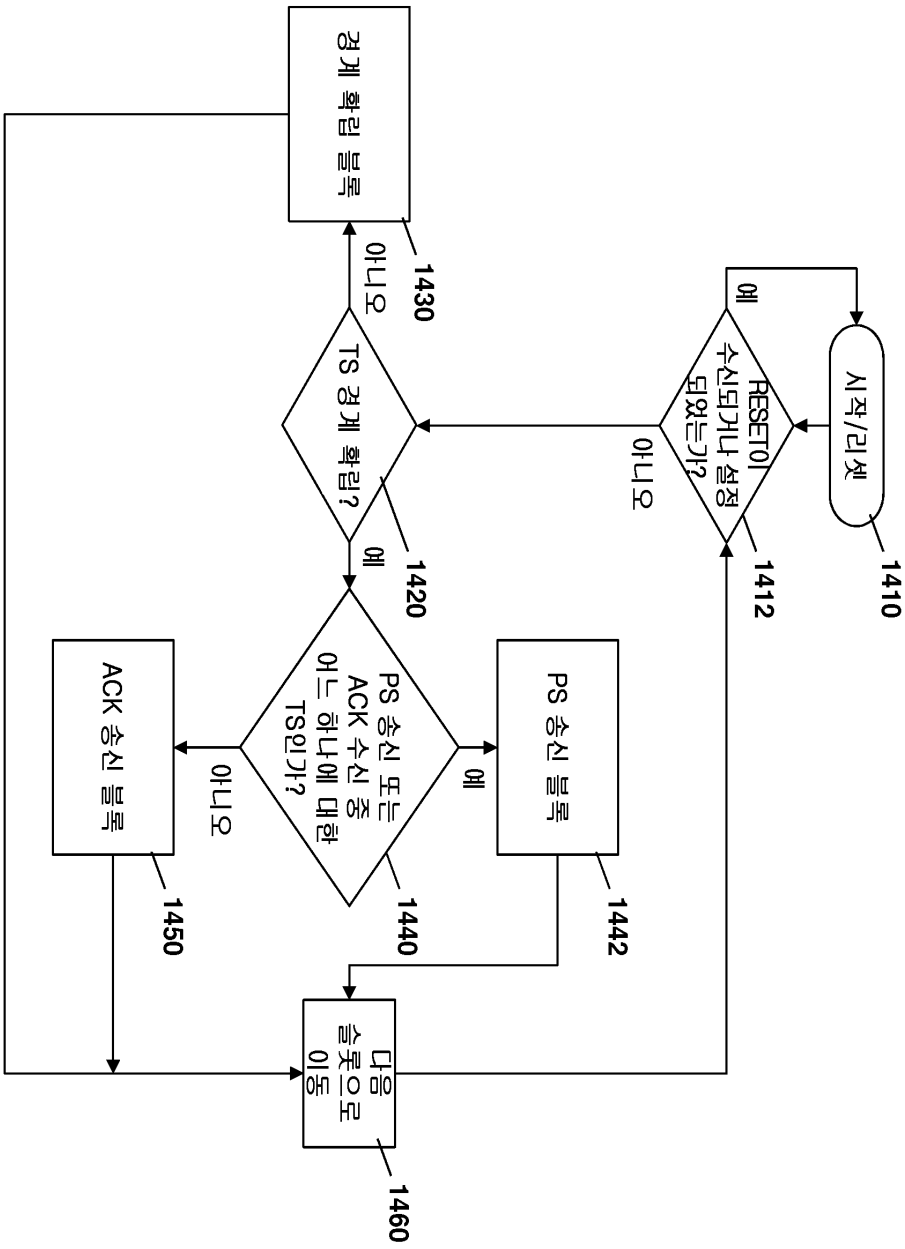 시작/리셋
1410
RESET이
수신되거나 설정
되었는가?
1412
예
아니오
TS 경계 확립?
1420
아니오
예
경계 확립 블록
1430
PS 송신 또는
ACK 수신 중
어느 하나에 대한
TS인가?
1440
예
아니오
PS 송신 블록
1442
ACK 송신 블록
1450
다음
슬롯으로
이동
1460